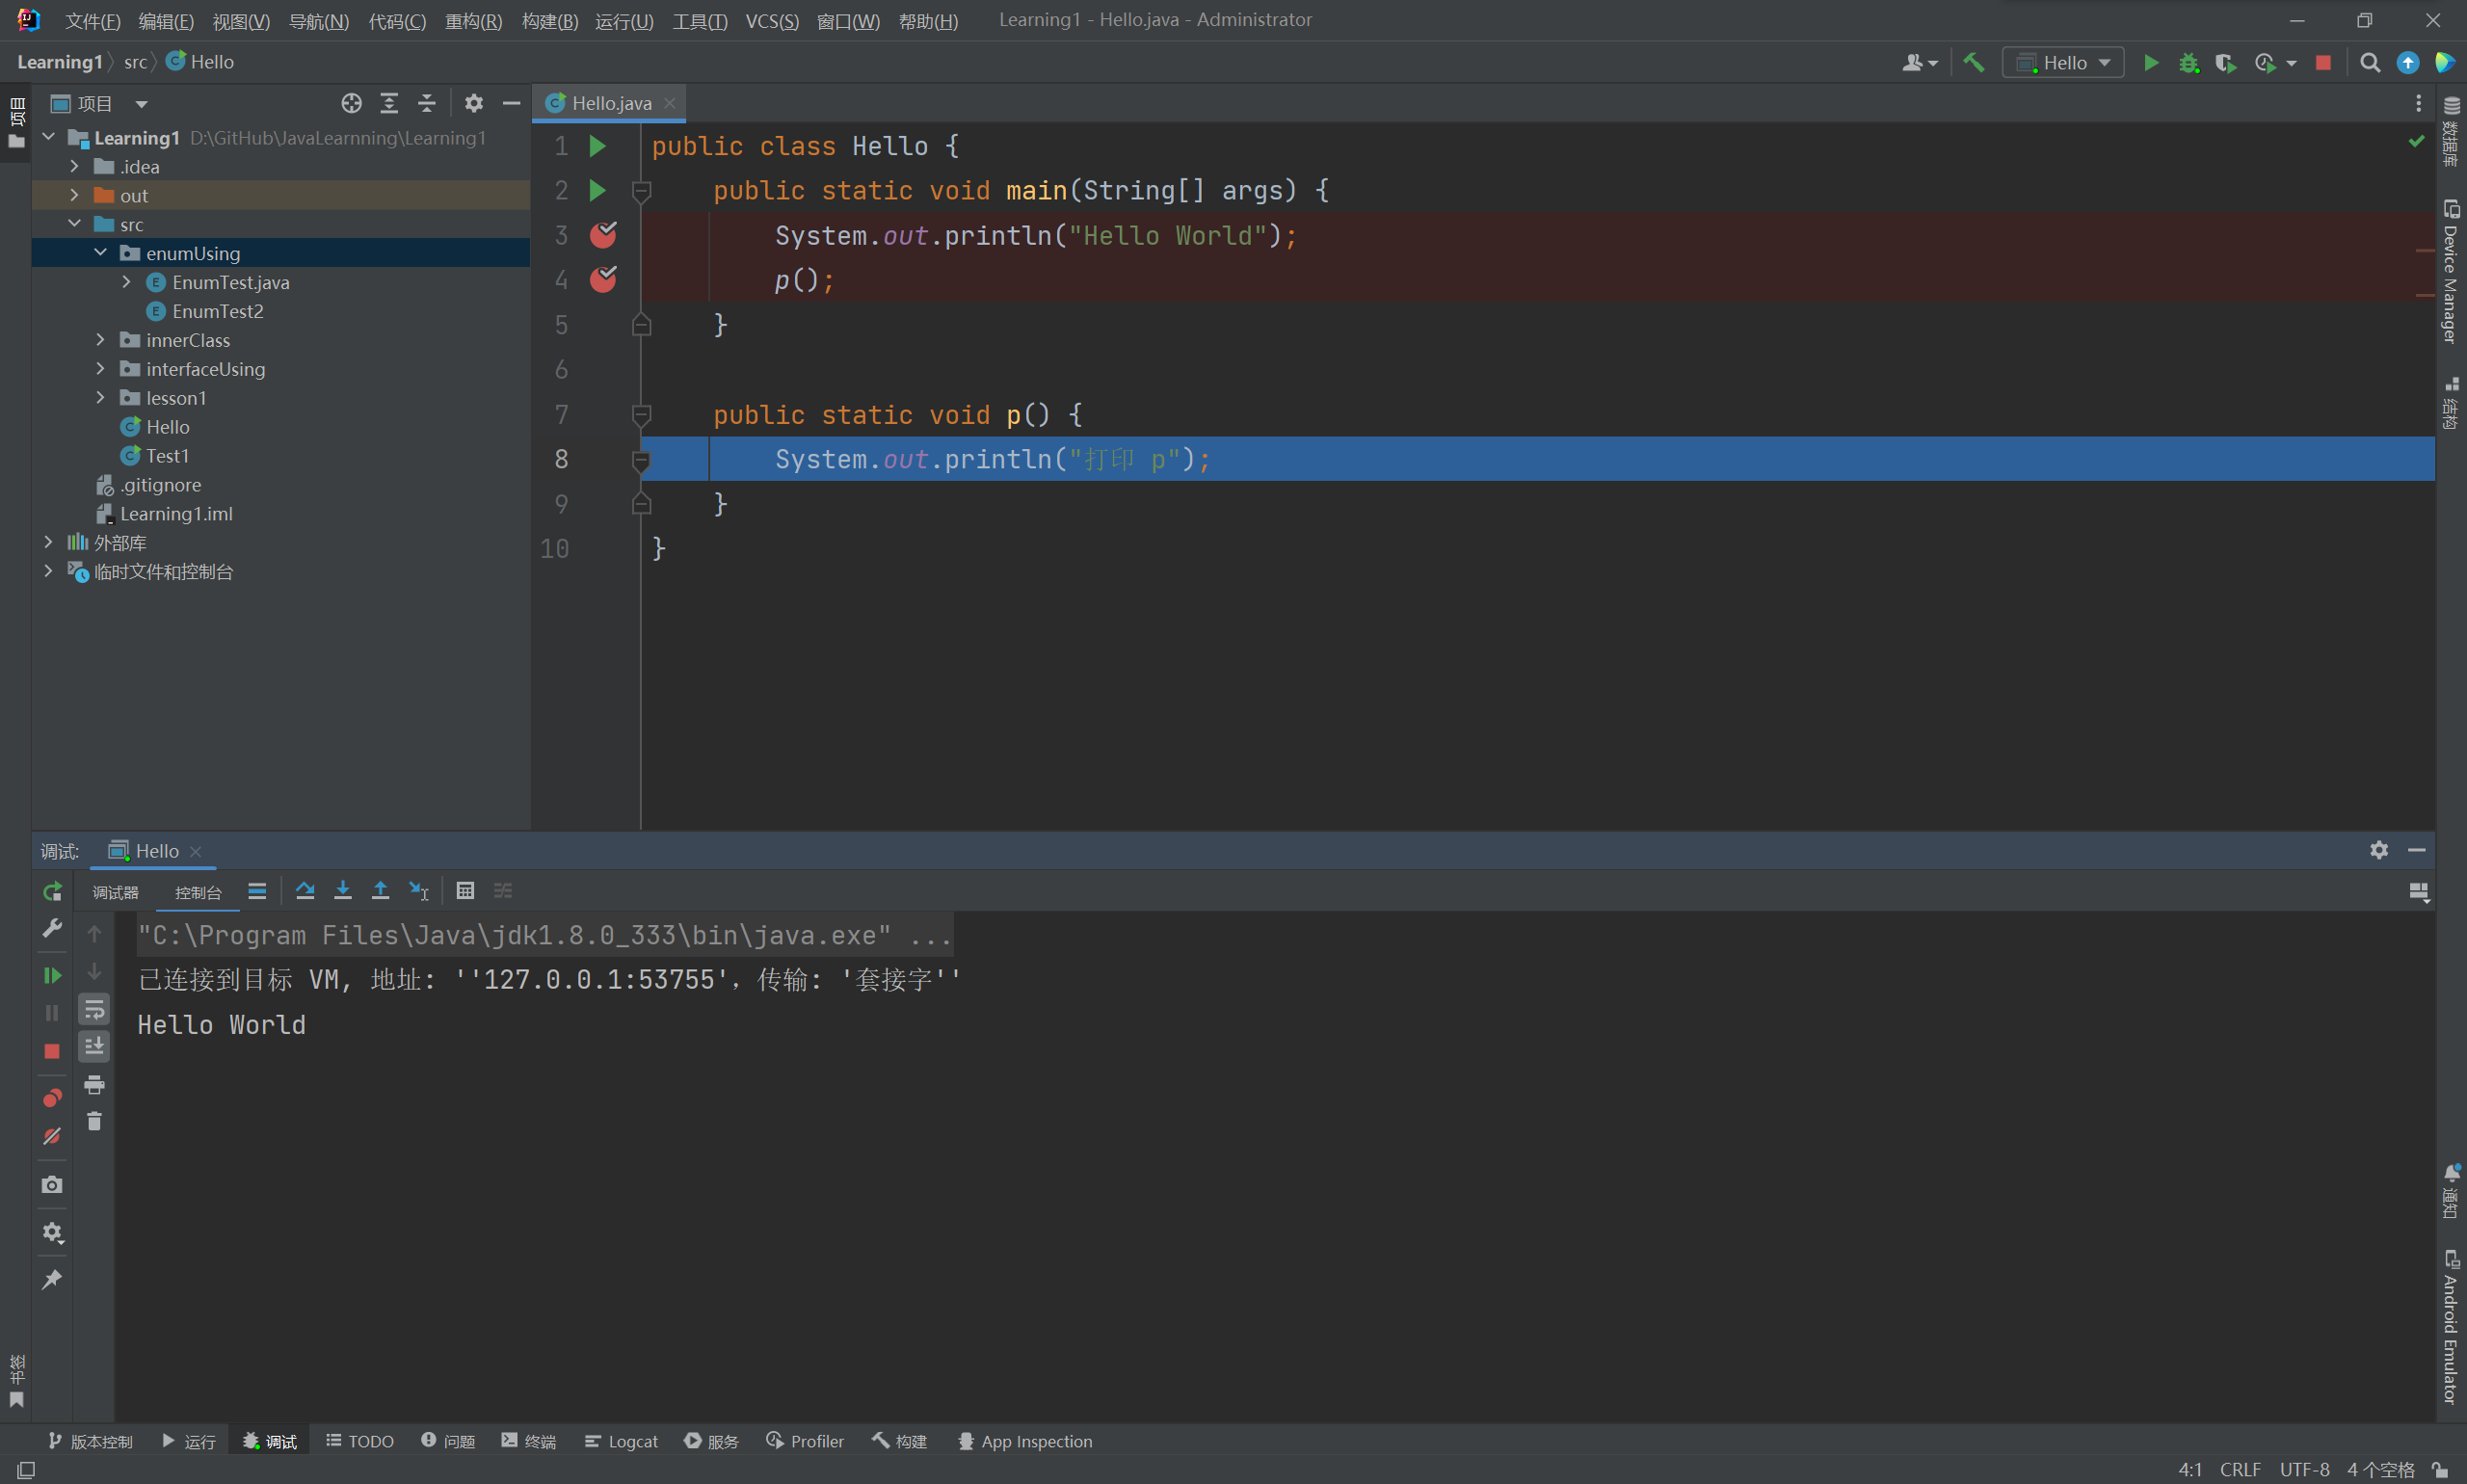 文件(F) 编辑(E) 视图(V) 导航(N) 代码(C) 重构(R) 构建(B) 运行(U) 工具(T) VCS(S) 窗口(W) 帮助(H) Learning1 - Hello.java - Administrator
Learning1 src Hello
Hello
项目
项目
Learning1 D:\GitHub\JavaLearnning\Learning1
.idea
out
src
enumUsing
EnumTest.java
EnumTest2
innerClass
interfaceUsing
lesson1
Hello
Test1
.gitignore
Learning1.iml
外部库
临时文件和控制台
Hello.java
1 public class Hello {
2 public static void main(String[] args) {
3 System.out.println("Hello World");
4 p();
5 }
6
7 public static void p() {
8 System.out.println("打印 p");
9 }
10 }
数据库
Device Manager
结构
通知
Android Emulator
调试: Hello
调试器 控制台
"C:\Program Files\Java\jdk1.8.0_333\bin\java.exe" ...
已连接到目标 VM, 地址: ''127.0.0.1:53755'，传输: '套接字''
Hello World
书签
版本控制 运行 调试 TODO 问题 终端 Logcat 服务 Profiler 构建 App Inspection
4:1 CRLF UTF-8 4 个空格